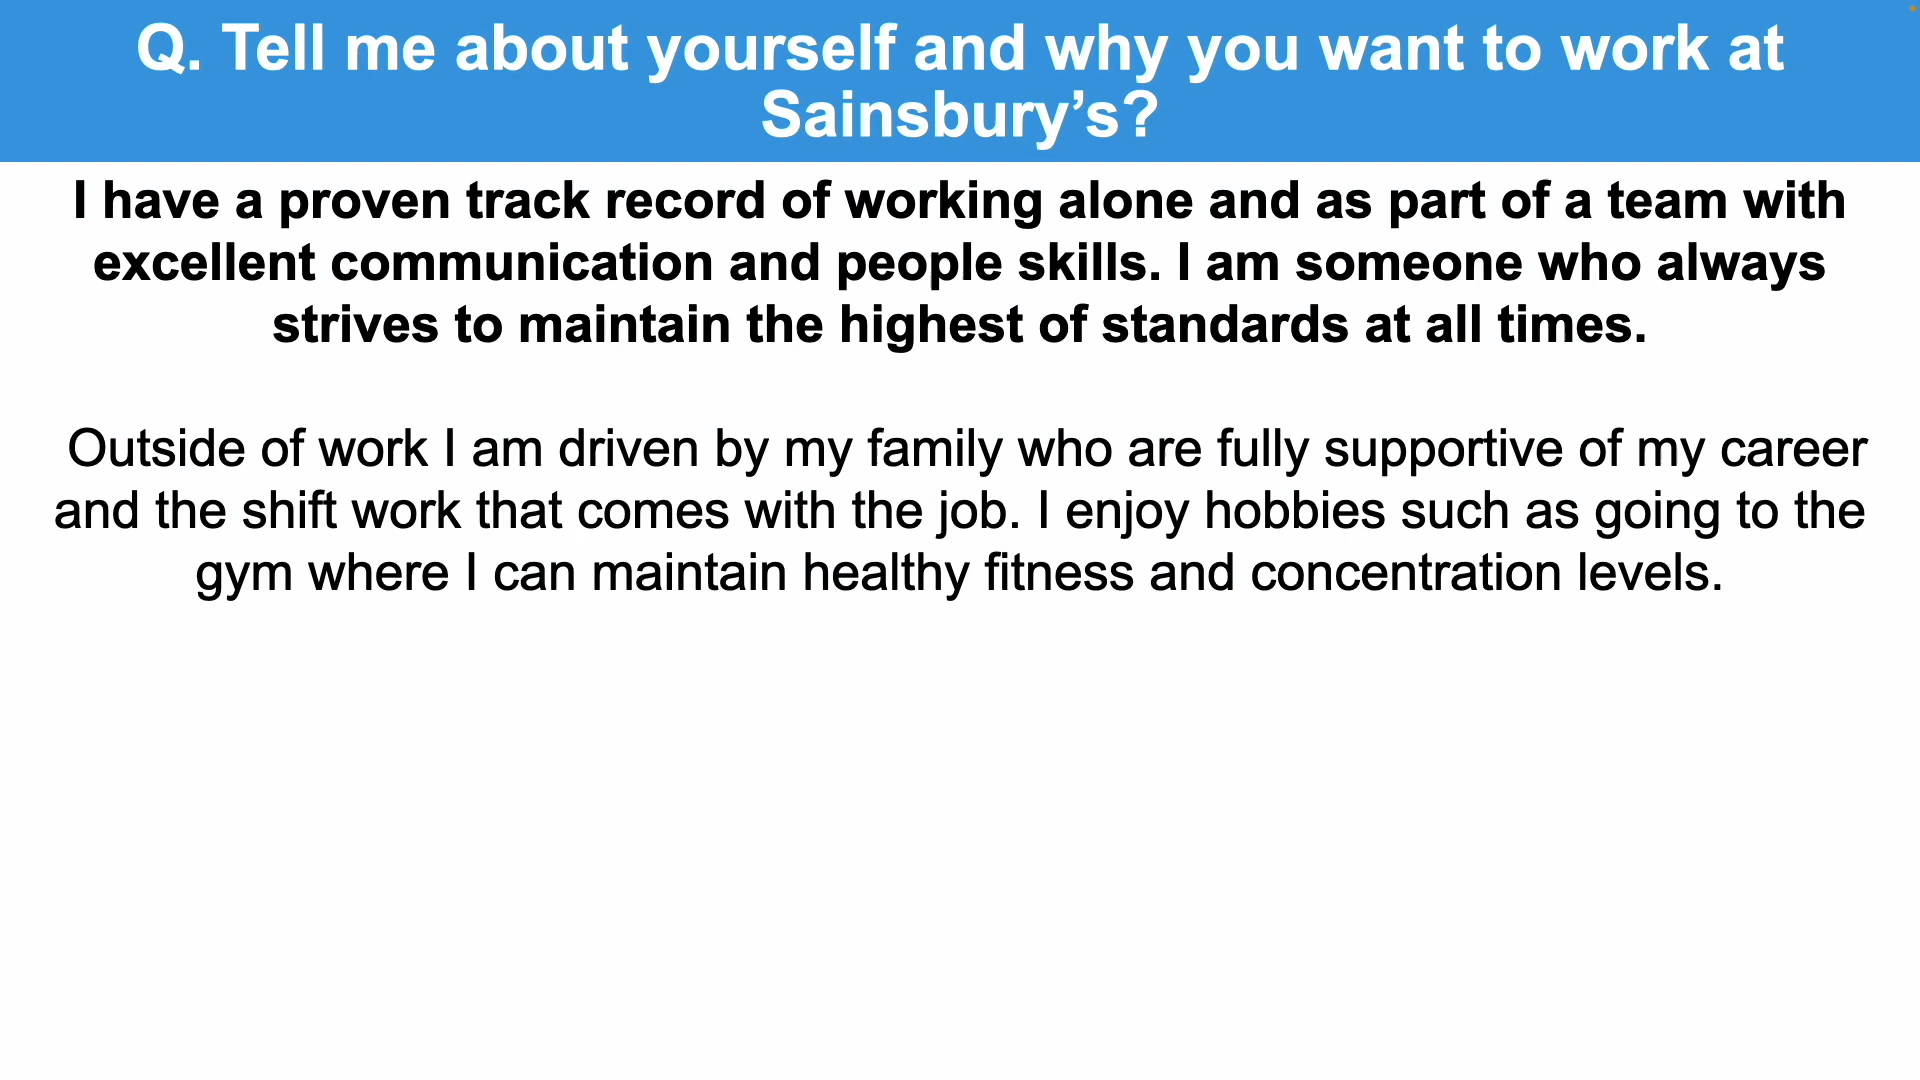 Q. Tell me about yourself and why you want to work at
Sainsbury’s?
I have a proven track record of working alone and as part of a team with
excellent communication and people skills. I am someone who always
strives to maintain the highest of standards at all times.
Outside of work I am driven by my family who are fully supportive of my career
and the shift work that comes with the job. I enjoy hobbies such as going to the
gym where I can maintain healthy fitness and concentration levels.